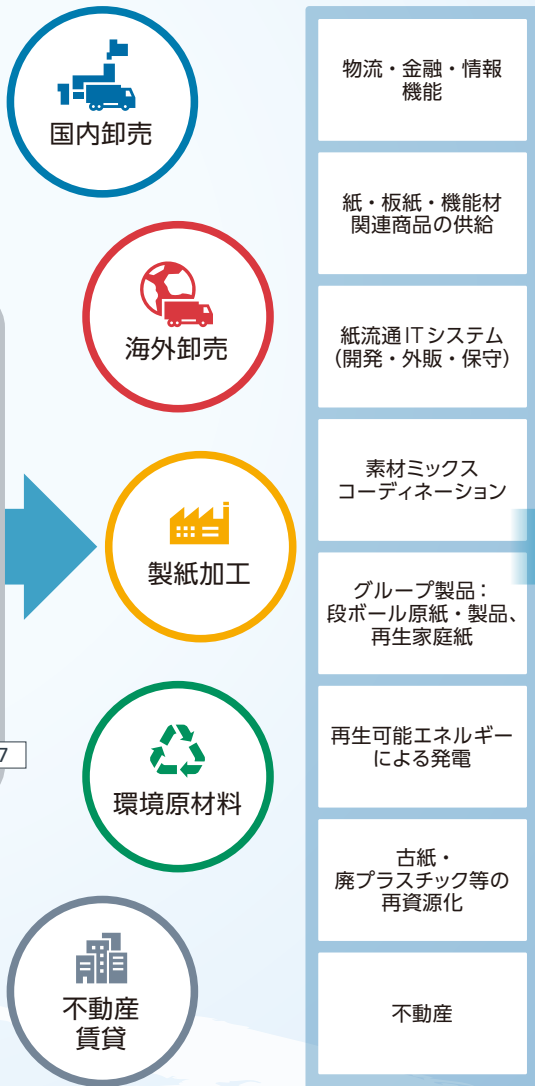 国内卸売
海外卸売
製紙加工
環境原材料
不動産
賃貸
7
物流・金融・情報
機能
紙・板紙・機能材
関連商品の供給
紙流通ITシステム
(開発・外販・保守)
素材ミックス
コーディネーション
グループ製品:
段ボール原紙・製品、
再生家庭紙
再生可能エネルギー
による発電
古紙・
廃プラスチック等の
再資源化
不動産